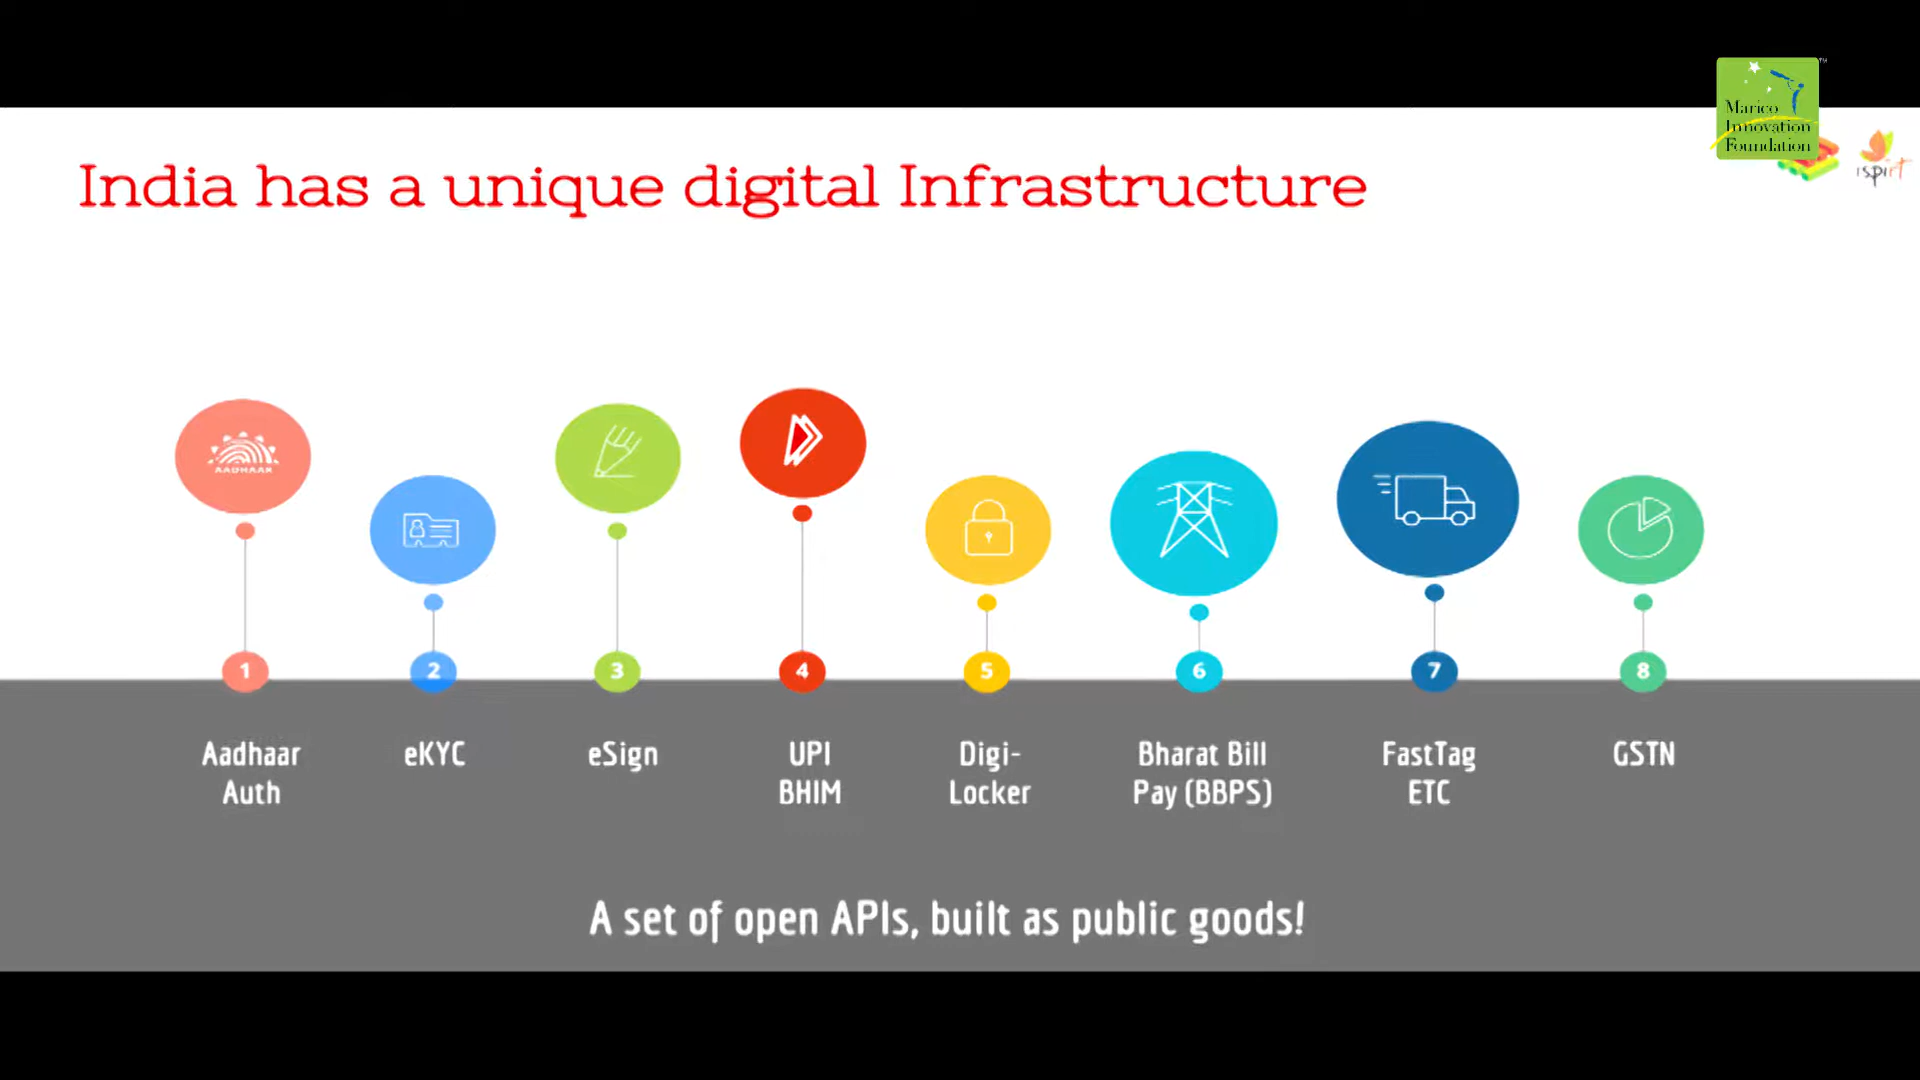 Marico
Innovation
Foundation
TM
ispirt
India has a unique digital Infrastructure
AADHAAR
1
2
3
4
5
6
7
8
Aadhaar
Auth
eKYC
eSign
UPI
BHIM
Digi-
Locker
Bharat Bill
Pay (BBPS)
FastTag
ETC
GSTN
A set of open APIs, built as public goods!